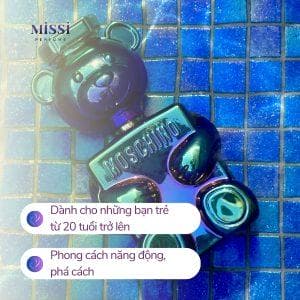 MISSI
PERFUME
MOSCHINO
Dành cho những bạn trẻ
từ 20 tuổi trở lên
Phong cách năng động,
phá cách